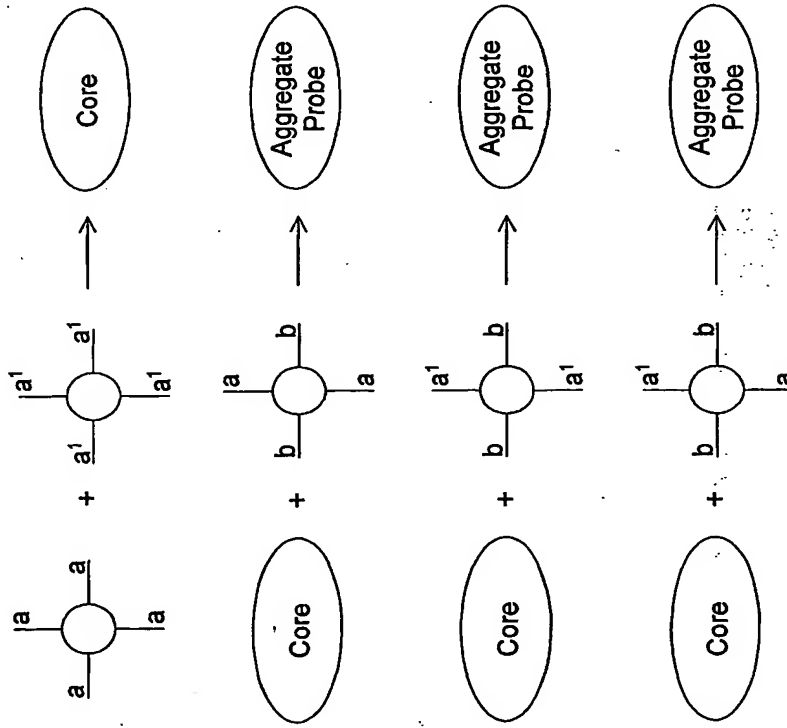 a a¹
a a + a¹ a¹ → Core
a a¹
a
Core + b b → Aggregate
Probe
a
a¹
Core + b b → Aggregate
Probe
a¹
a¹
Core + b b → Aggregate
Probe
a